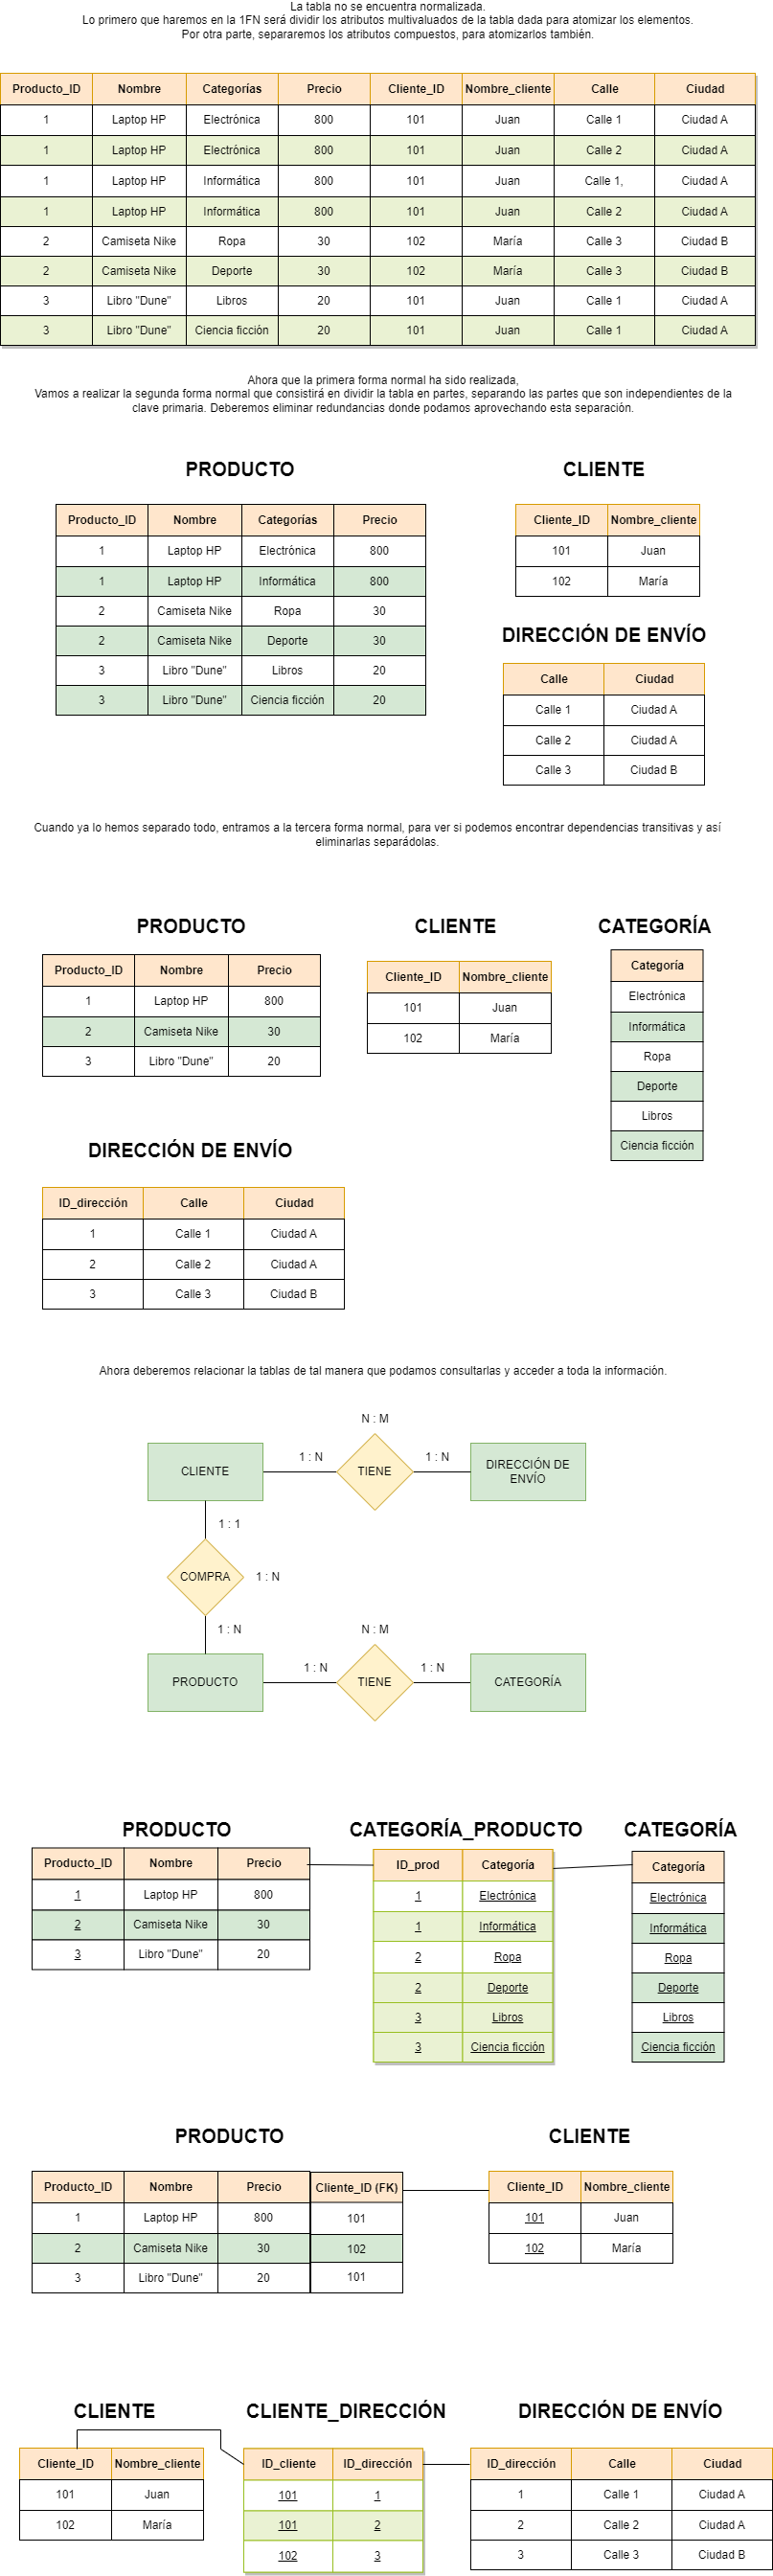 La tabla no se encuentra normalizada.
Lo primero que haremos en la 1FN será dividir los atributos multivaluados de la tabla dada para atomizar los elementos.
Por otra parte, separaremos los atributos compuestos, para atomizarlos también.
Producto_ID Nombre Categorías Precio Cliente_ID Nombre_cliente Calle Ciudad
1 Laptop HP Electrónica 800 101 Juan Calle 1 Ciudad A
1 Laptop HP Electrónica 800 101 Juan Calle 2 Ciudad A
1 Laptop HP Informática 800 101 Juan Calle 1, Ciudad A
1 Laptop HP Informática 800 101 Juan Calle 2 Ciudad A
2 Camiseta Nike Ropa 30 102 María Calle 3 Ciudad B
2 Camiseta Nike Deporte 30 102 María Calle 3 Ciudad B
3 Libro "Dune" Libros 20 101 Juan Calle 1 Ciudad A
3 Libro "Dune" Ciencia ficción 20 101 Juan Calle 1 Ciudad A
Ahora que la primera forma normal ha sido realizada,
Vamos a realizar la segunda forma normal que consistirá en dividir la tabla en partes, separando las partes que son independientes de la
clave primaria. Deberemos eliminar redundancias donde podamos aprovechando esta separación.
PRODUCTO
Producto_ID Nombre Categorías Precio
1 Laptop HP Electrónica 800
1 Laptop HP Informática 800
2 Camiseta Nike Ropa 30
2 Camiseta Nike Deporte 30
3 Libro "Dune" Libros 20
3 Libro "Dune" Ciencia ficción 20
CLIENTE
Cliente_ID Nombre_cliente
101 Juan
102 María
DIRECCIÓN DE ENVÍO
Calle Ciudad
Calle 1 Ciudad A
Calle 2 Ciudad A
Calle 3 Ciudad B
Cuando ya lo hemos separado todo, entramos a la tercera forma normal, para ver si podemos encontrar dependencias transitivas y así
eliminarlas separádolas.
PRODUCTO
Producto_ID Nombre Precio
1 Laptop HP 800
2 Camiseta Nike 30
3 Libro "Dune" 20
CLIENTE
Cliente_ID Nombre_cliente
101 Juan
102 María
CATEGORÍA
Categoría
Electrónica
Informática
Ropa
Deporte
Libros
Ciencia ficción
DIRECCIÓN DE ENVÍO
ID_dirección Calle Ciudad
1 Calle 1 Ciudad A
2 Calle 2 Ciudad A
3 Calle 3 Ciudad B
Ahora deberemos relacionar la tablas de tal manera que podamos consultarlas y acceder a toda la información.
N : M
1 : N 1 : N
CLIENTE TIENE DIRECCIÓN DE
ENVÍO
1 : 1
COMPRA 1 : N
1 : N N : M
1 : N 1 : N
PRODUCTO TIENE CATEGORÍA
PRODUCTO
Producto_ID Nombre Precio
1 Laptop HP 800
2 Camiseta Nike 30
3 Libro "Dune" 20
CATEGORÍA_PRODUCTO
ID_prod Categoría
1 Electrónica
1 Informática
2 Ropa
2 Deporte
3 Libros
3 Ciencia ficción
CATEGORÍA
Categoría
Electrónica
Informática
Ropa
Deporte
Libros
Ciencia ficción
PRODUCTO
Producto_ID Nombre Precio Cliente_ID (FK)
1 Laptop HP 800 101
2 Camiseta Nike 30 102
3 Libro "Dune" 20 101
CLIENTE
Cliente_ID Nombre_cliente
101 Juan
102 María
CLIENTE
Cliente_ID Nombre_cliente
101 Juan
102 María
CLIENTE_DIRECCIÓN
ID_cliente ID_dirección
101 1
101 2
102 3
DIRECCIÓN DE ENVÍO
ID_dirección Calle Ciudad
1 Calle 1 Ciudad A
2 Calle 2 Ciudad A
3 Calle 3 Ciudad B